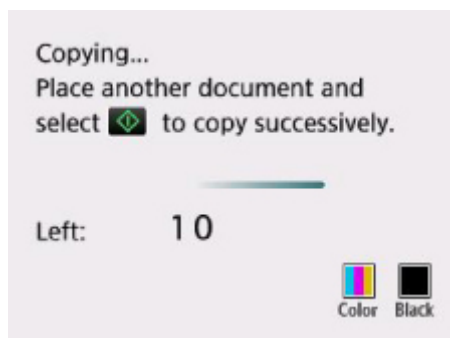 Copying...
Place another document and
select to copy successively.
Left: 10
Color Black